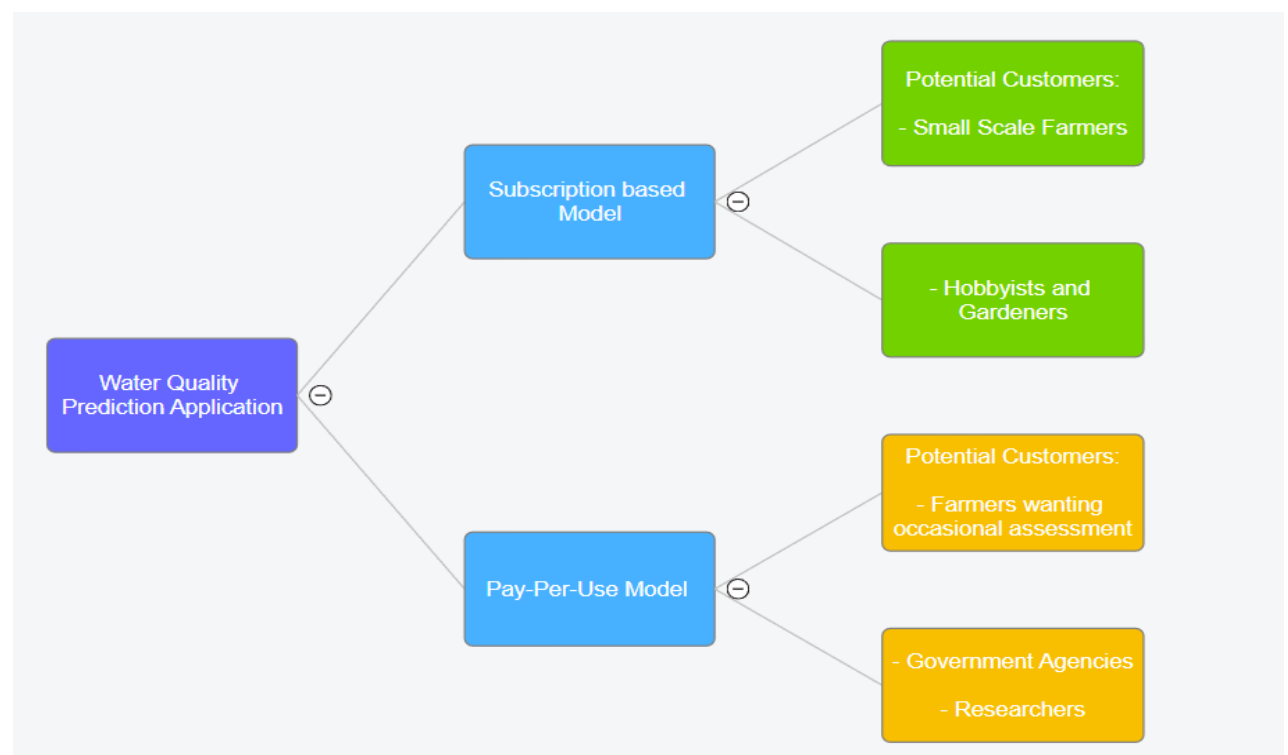 Potential Customers:
- Small Scale Farmers
Subscription based
Model
- Hobbyists and
Gardeners
Water Quality
Prediction Application
Potential Customers:
- Farmers wanting
occasional assessment
Pay-Per-Use Model
- Government Agencies
- Researchers